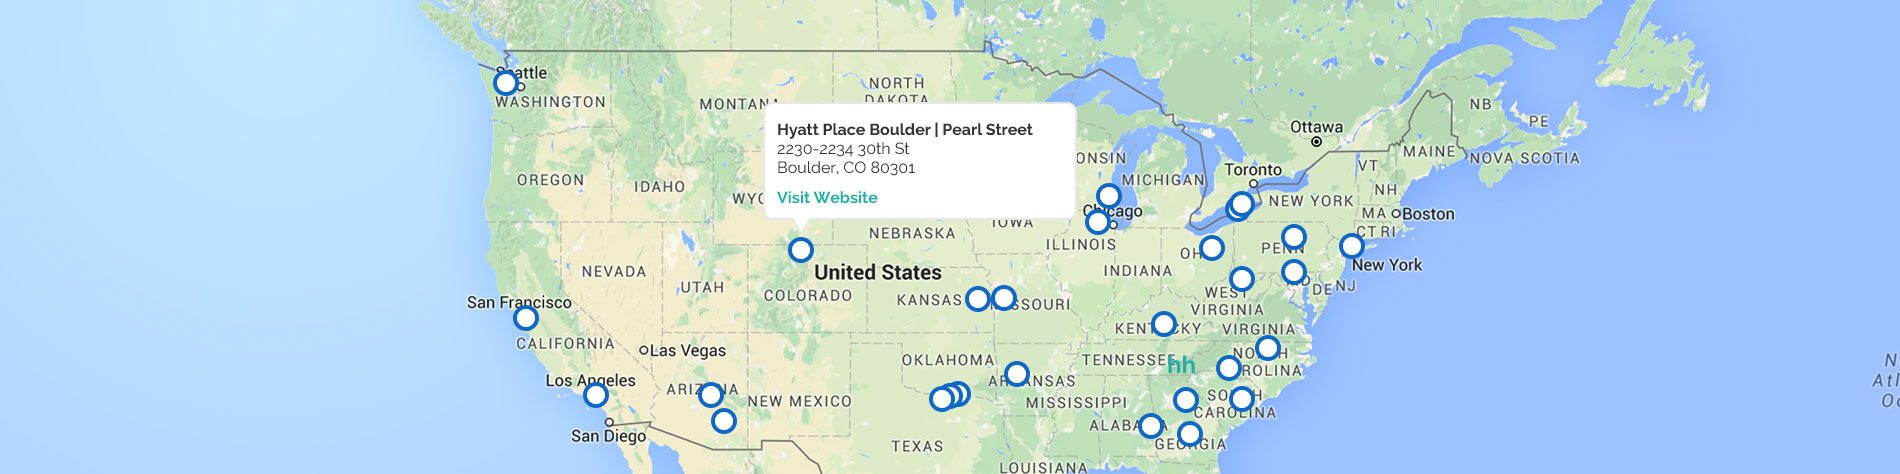 Seattle
WASHINGTON
MONTANA
NORTH
DAKOTA
Hyatt Place Boulder | Pearl Street
2230-2234 30th St
Boulder, CO 80301
Visit Website
Ottawa
NB
PE
MAINE
NOVA SCOTIA
OREGON
IDAHO
MICHIGAN
Toronto
VT
NH
NEW YORK
MA
Boston
CT RI
Chicago
IOWA
NEBRASKA
ILLINOIS
INDIANA
OH
PENN
New York
NEVADA
UTAH
COLORADO
United States
KANSAS
MISSOURI
MD
DE
NJ
WEST
VIRGINIA
VIRGINIA
San Francisco
CALIFORNIA
Las Vegas
KENTUCKY
TENNESSEE
hh
NORTH
CAROLINA
OKLAHOMA
ARKANSAS
Los Angeles
ARIZONA
NEW MEXICO
MISSISSIPPI
SOUTH
CAROLINA
ALABAMA
GEORGIA
San Diego
TEXAS
LOUISIANA